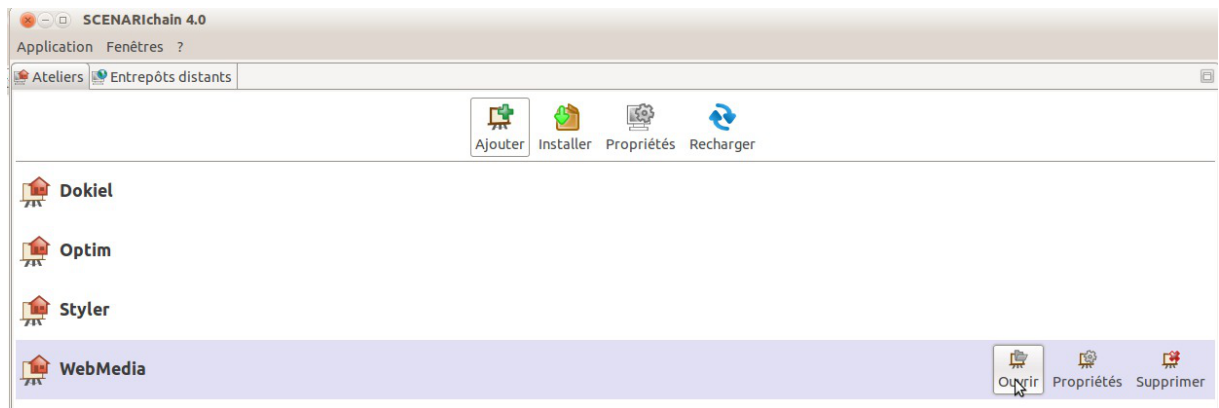 SCENARIchain 4.0
Application Fenêtres ?
Ateliers Entrepôts distants
Ajouter Installer Propriétés Recharger
Dokiel
Optim
Styler
WebMedia
Ouvrir Propriétés Supprimer